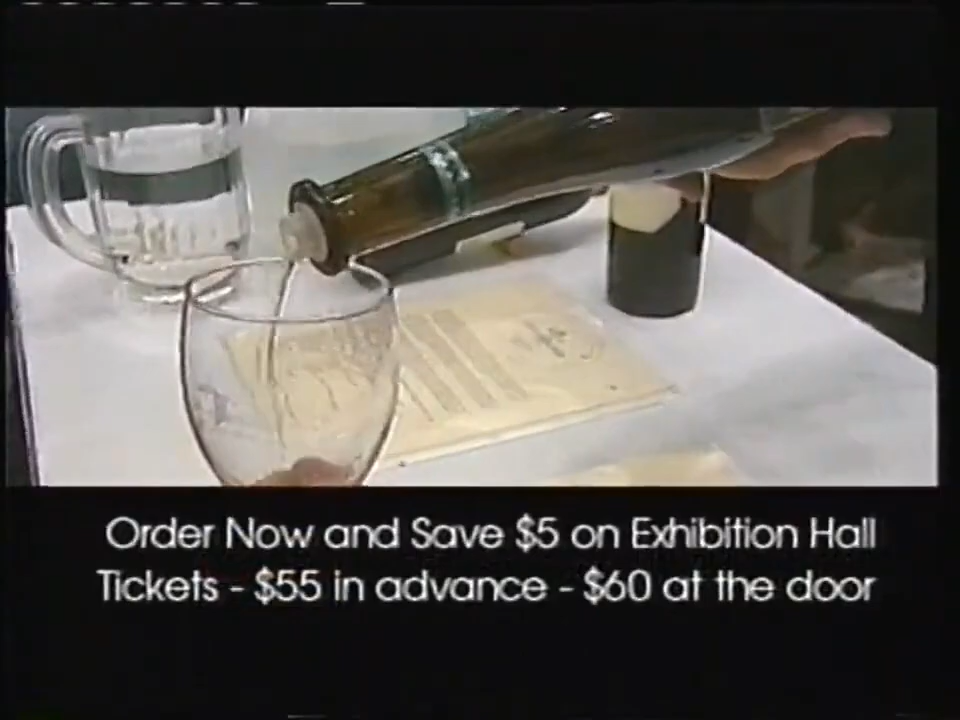 Order Now and Save $5 on Exhibition Hall
Tickets - $55 in advance - $60 at the door